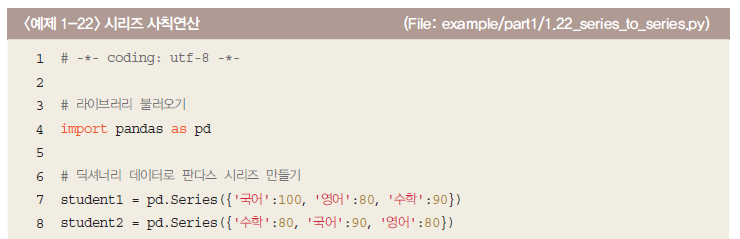 〈예제 1-22〉 시리즈 사칙연산 (File: example/part1/1.22_series_to_series.py)
1 # -*- coding: utf-8 -*-
2
3 # 라이브러리 불러오기
4 import pandas as pd
5
6 # 딕셔너리 데이터로 판다스 시리즈 만들기
7 student1 = pd.Series({'국어':100, '영어':80, '수학':90})
8 student2 = pd.Series({'수학':80, '국어':90, '영어':80})